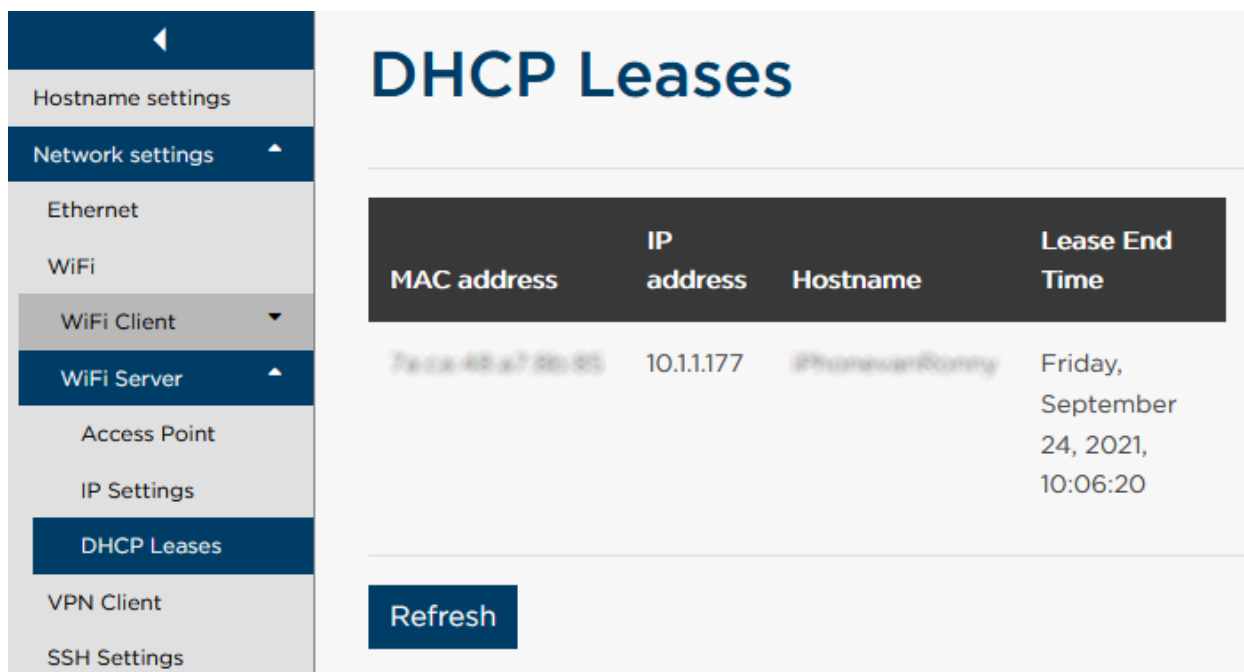 Hostname settings
Network settings
Ethernet
WiFi
WiFi Client
WiFi Server
Access Point
IP Settings
DHCP Leases
VPN Client
SSH Settings
DHCP Leases
MAC address
IP
address
Hostname
Lease End
Time
10.1.1.177
Friday,
September
24, 2021,
10:06:20
Refresh